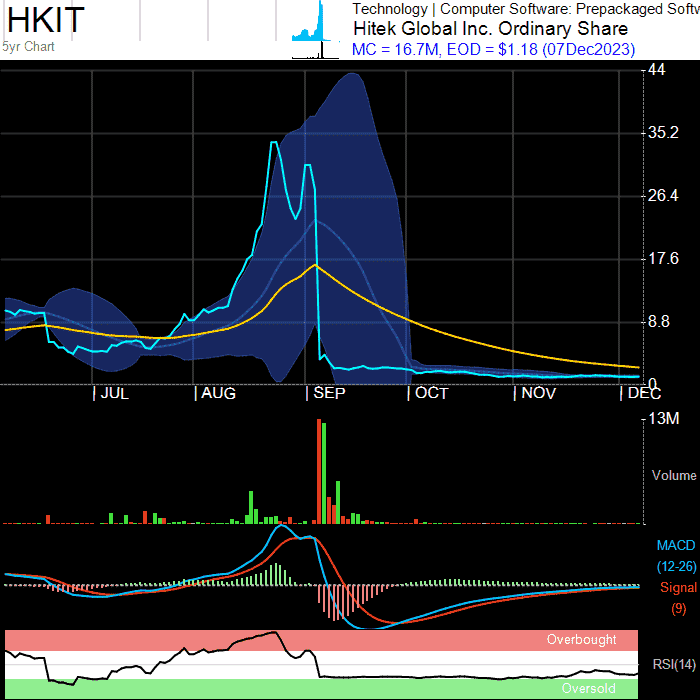 HKIT
5yr Chart
Technology | Computer Software: Prepackaged Softw
Hitek Global Inc. Ordinary Share
MC = 16.7M, EOD = $1.18 (07Dec2023)
44
35.2
26.4
17.6
8.8
0
| JUL | AUG | SEP | OCT | NOV | DEC
13M
Volume
MACD
(12-26)
Signal
(9)
Overbought
RSI(14)
Oversold